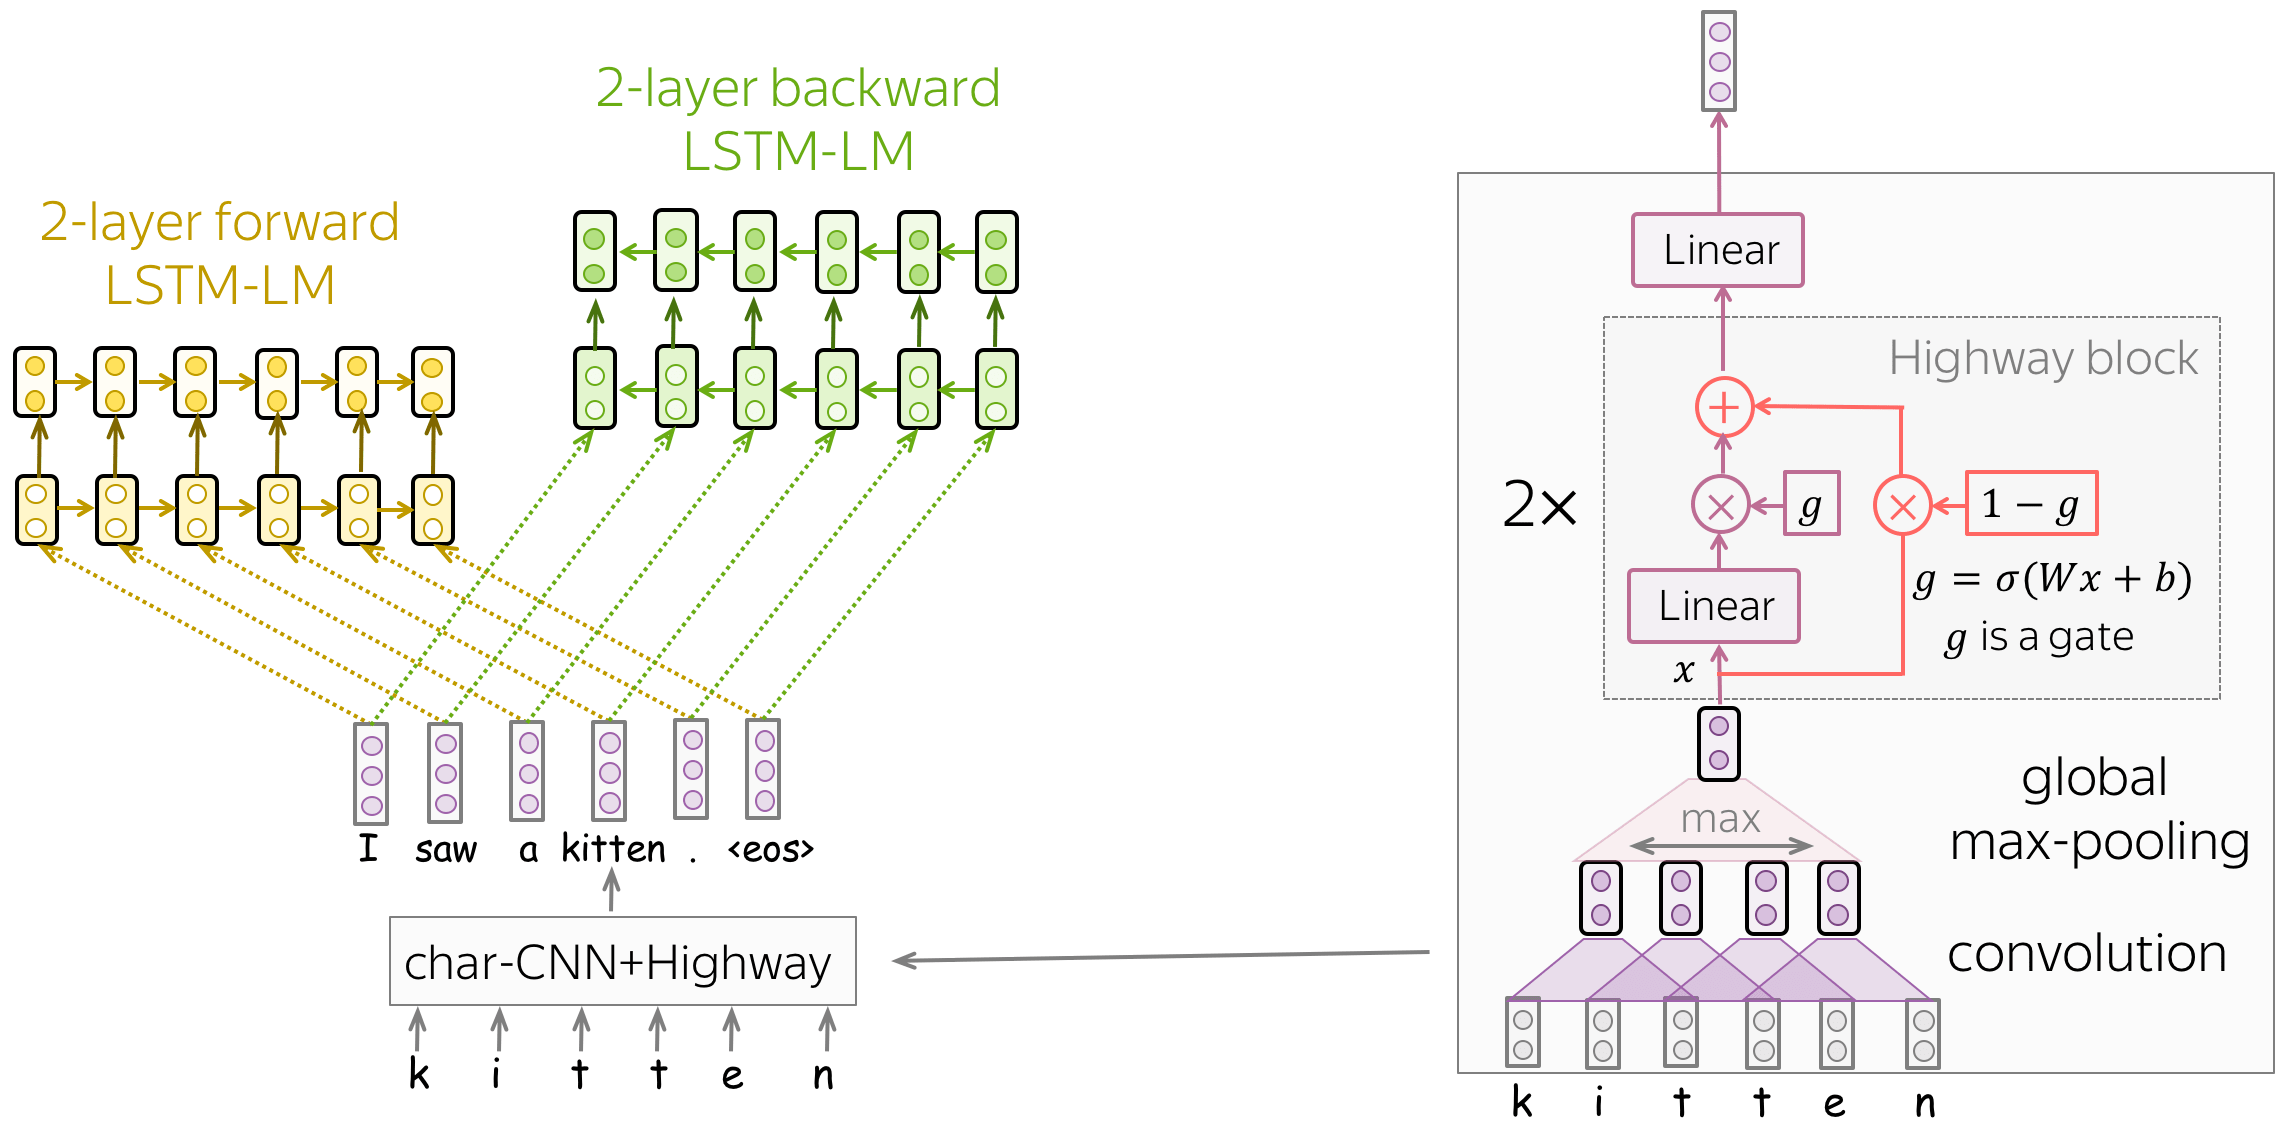 2-layer backward
LSTM-LM
2-layer forward
LSTM-LM
I saw a kitten . <eos>
char-CNN+Highway
k i t t e n
Linear
Highway block
+
2×
× g × 1 − g
g = σ(Wx + b)
Linear
g is a gate
x
global
max-pooling
max
convolution
k i t t e n